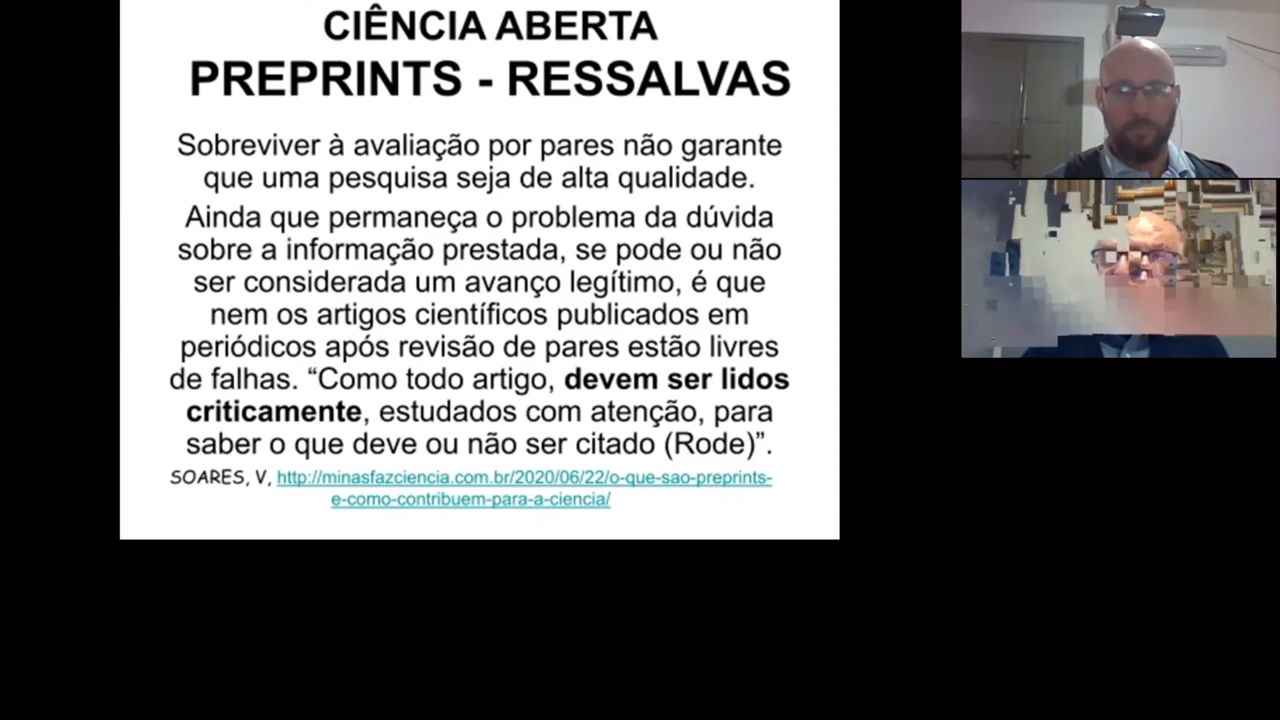 CIÊNCIA ABERTA
PREPRINTS - RESSALVAS
Sobreviver à avaliação por pares não garante
que uma pesquisa seja de alta qualidade.
Ainda que permaneça o problema da dúvida
sobre a informação prestada, se pode ou não
ser considerada um avanço legítimo, é que
nem os artigos científicos publicados em
periódicos após revisão de pares estão livres
de falhas. “Como todo artigo, devem ser lidos
criticamente, estudados com atenção, para
saber o que deve ou não ser citado (Rode)”.
SOARES, V, http://minasfazciencia.com.br/2020/06/22/o-que-sao-preprints-
e-como-contribuem-para-a-ciencia/